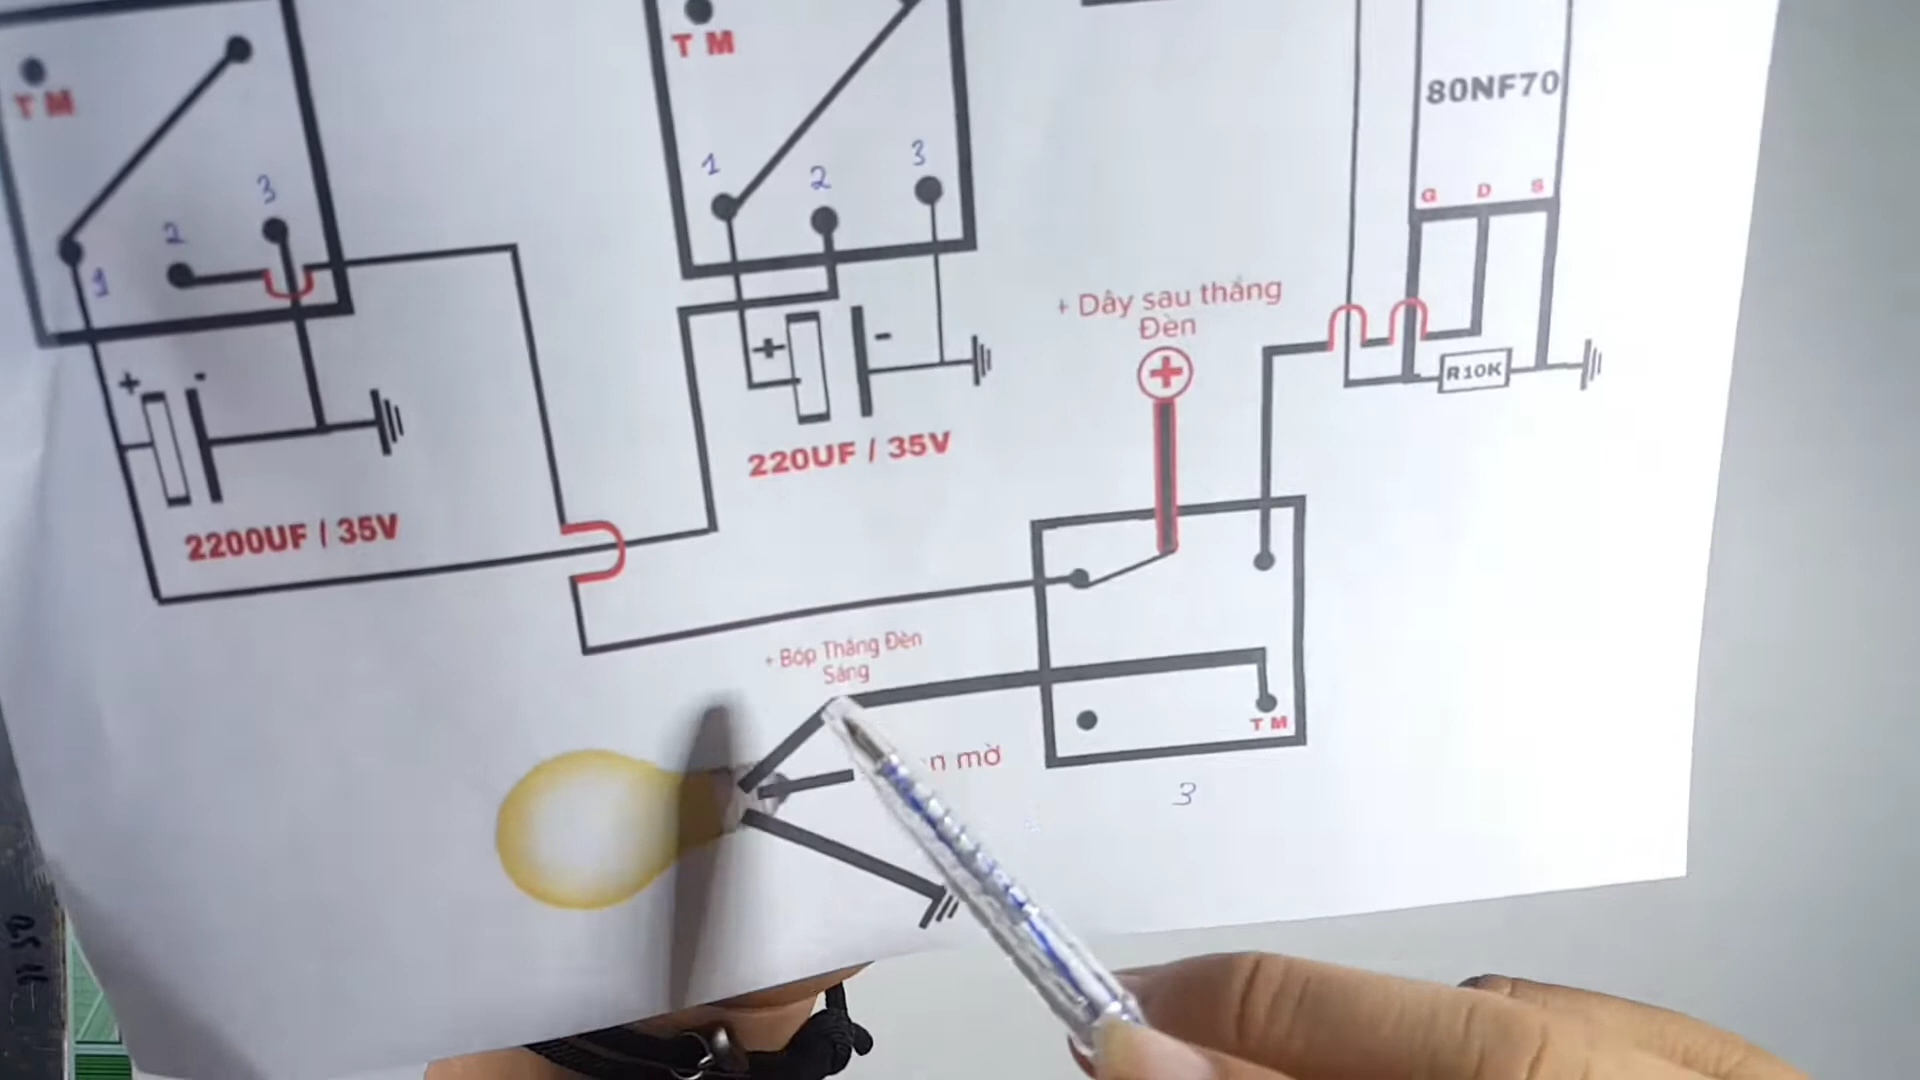 T M
T M
80NF70
1
2
3
1
2
3
G D S
+ Dây sau thắng
Đèn
+
+ -
+ -
R10K
220UF / 35V
2200UF / 35V
+ Bóp Thắng Đèn
Sáng
mờ
T M
3